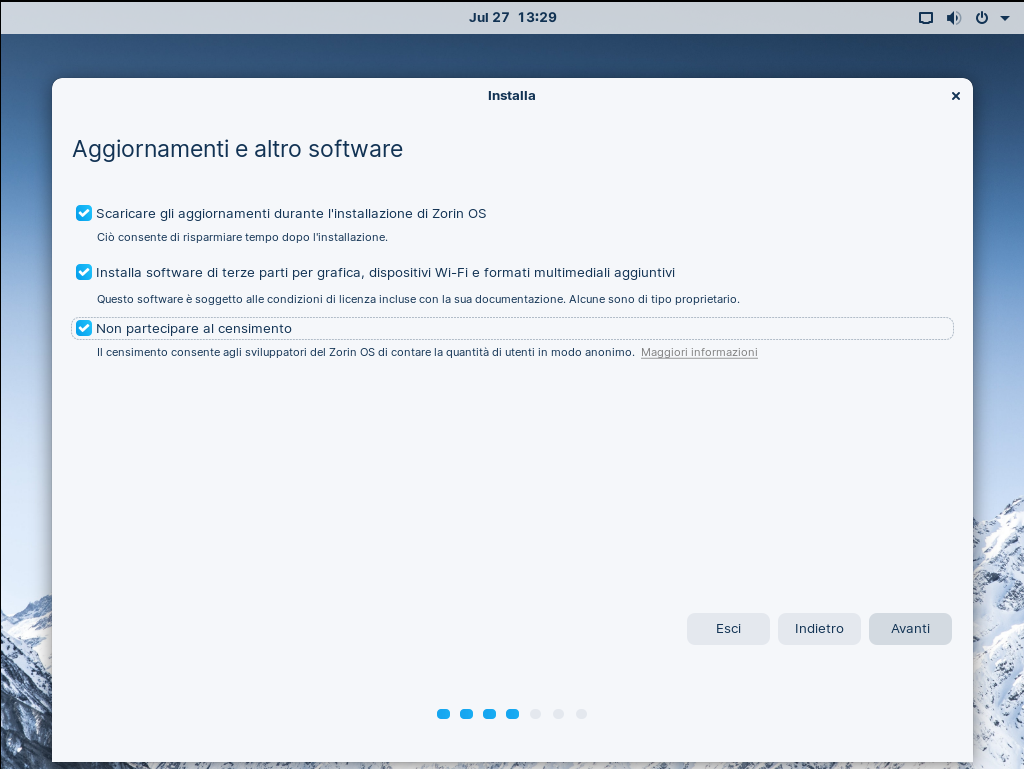 Jul 27 13:29
Installa
Aggiornamenti e altro software
Scaricare gli aggiornamenti durante l'installazione di Zorin OS
Ciò consente di risparmiare tempo dopo l'installazione.
Installa software di terze parti per grafica, dispositivi Wi-Fi e formati multimediali aggiuntivi
Questo software è soggetto alle condizioni di licenza incluse con la sua documentazione. Alcune sono di tipo proprietario.
Non partecipare al censimento
Il censimento consente agli sviluppatori del Zorin OS di contare la quantità di utenti in modo anonimo. Maggiori informazioni
Esci Indietro Avanti